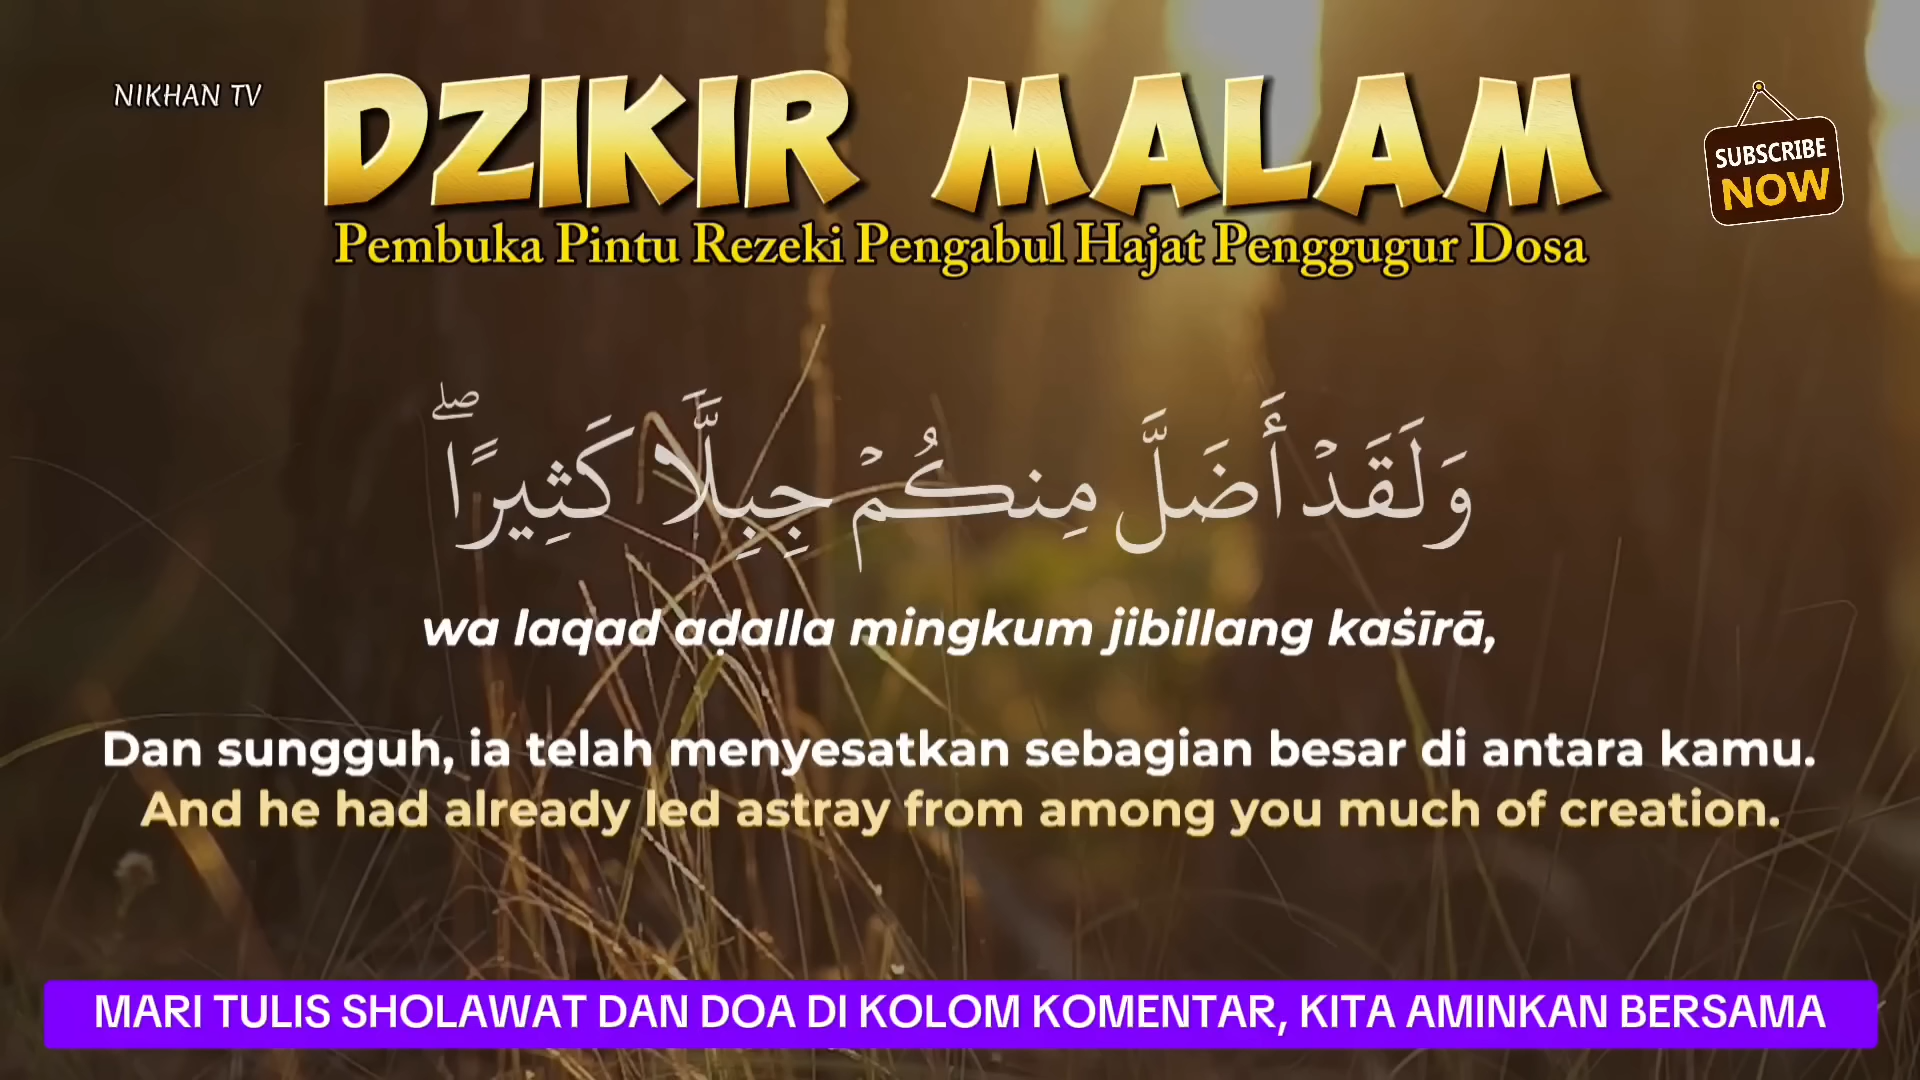 NIKHAN TV
DZIKIR MALAM
SUBSCRIBE
NOW
Pembuka Pintu Rezeki Pengabul Hajat Penggugur Dosa
وَلَقَدۡ أَضَلَّ مِنكُمۡ جِبِلّٗا كَثِيرًاۖ
wa laqad aḍalla mingkum jibillang kaṡīrā,
Dan sungguh, ia telah menyesatkan sebagian besar di antara kamu.
And he had already led astray from among you much of creation.
MARI TULIS SHOLAWAT DAN DOA DI KOLOM KOMENTAR, KITA AMINKAN BERSAMA